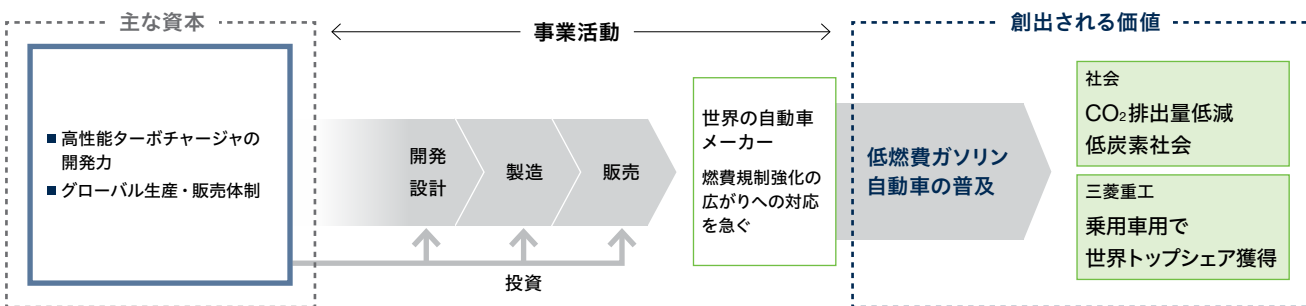 主な資本
事業活動
創出される価値
■ 高性能ターボチャージャの
開発力
■ グローバル生産・販売体制
開発
設計
製造
販売
投資
世界の自動車
メーカー
燃費規制強化の
広がりへの対応
を急ぐ
低燃費ガソリン
自動車の普及
社会
CO₂排出量低減
低炭素社会
三菱重工
乗用車用で
世界トップシェア獲得